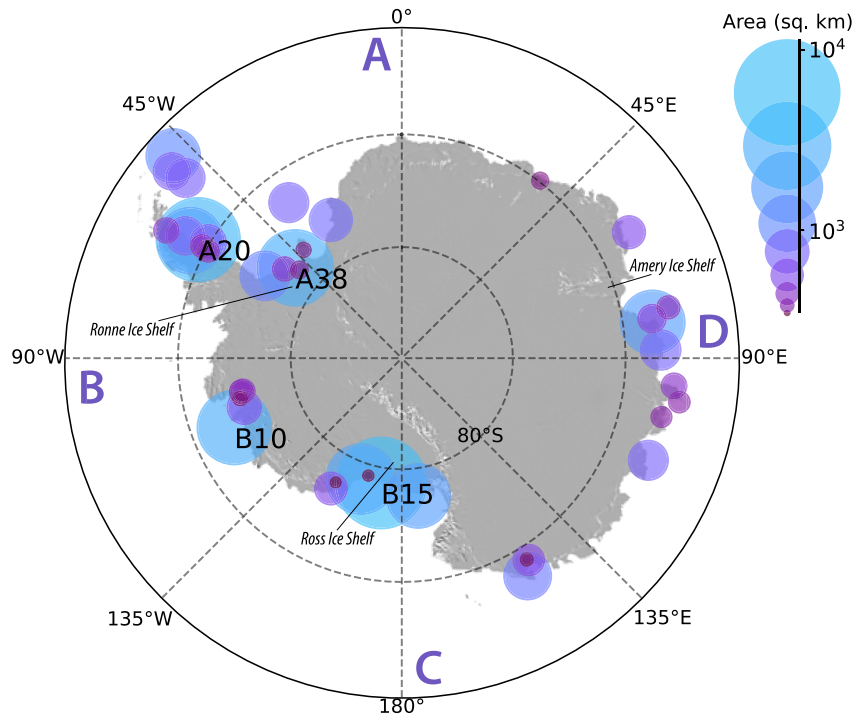 Area (sq. km)
0°
A
10⁴
45°W
45°E
10³
A20
A38
Amery Ice Shelf
Ronne Ice Shelf
D
90°W
90°E
B
B10
80°S
B15
Ross Ice Shelf
135°W
135°E
C
180°